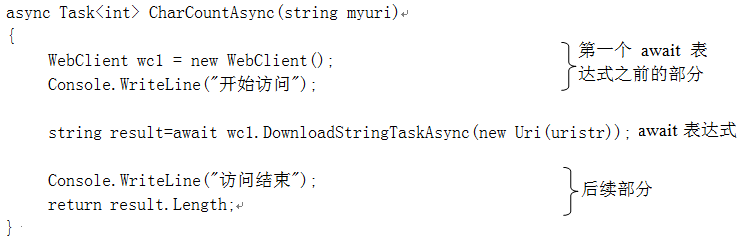 async Task<int> CharCountAsync(string myuri)
{
WebClient wc1 = new WebClient();
Console.WriteLine("开始访问");
第一个 await 表
达式之前的部分
string result=await wc1.DownloadStringTaskAsync(new Uri(uristr)); await 表达式
Console.WriteLine("访问结束");
return result.Length;
后续部分
}